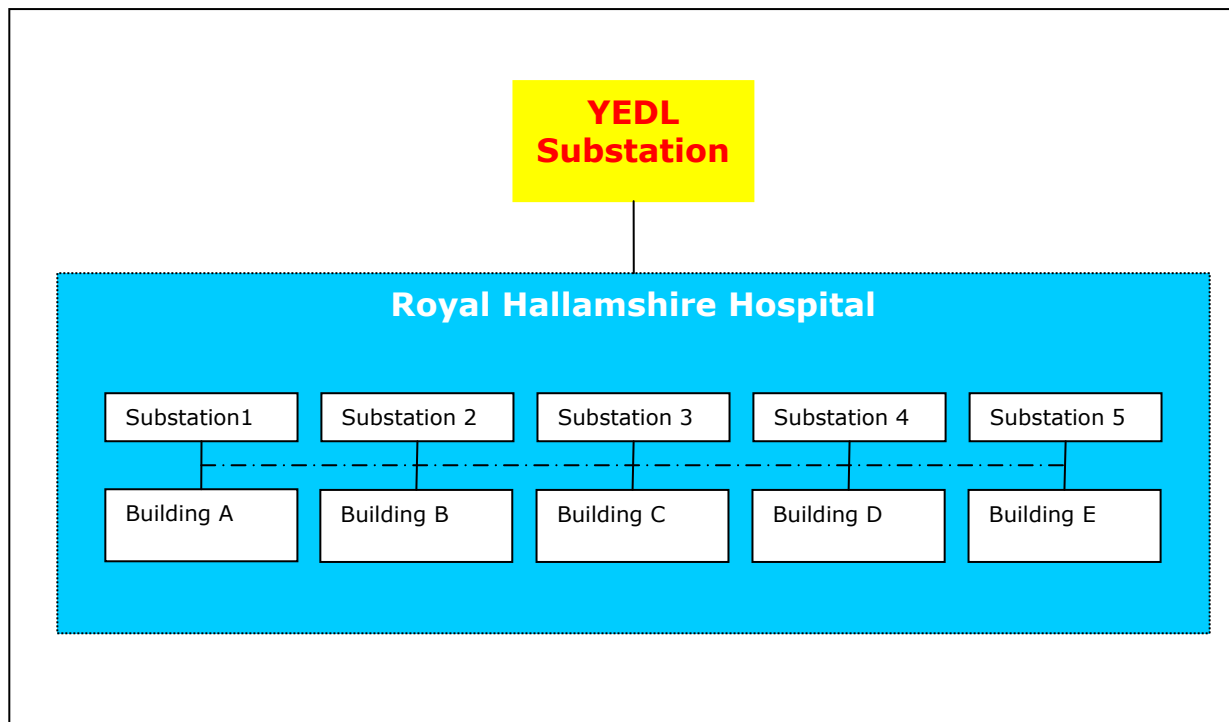 YEDL
Substation
Royal Hallamshire Hospital
Substation1
Substation 2
Substation 3
Substation 4
Substation 5
Building A
Building B
Building C
Building D
Building E